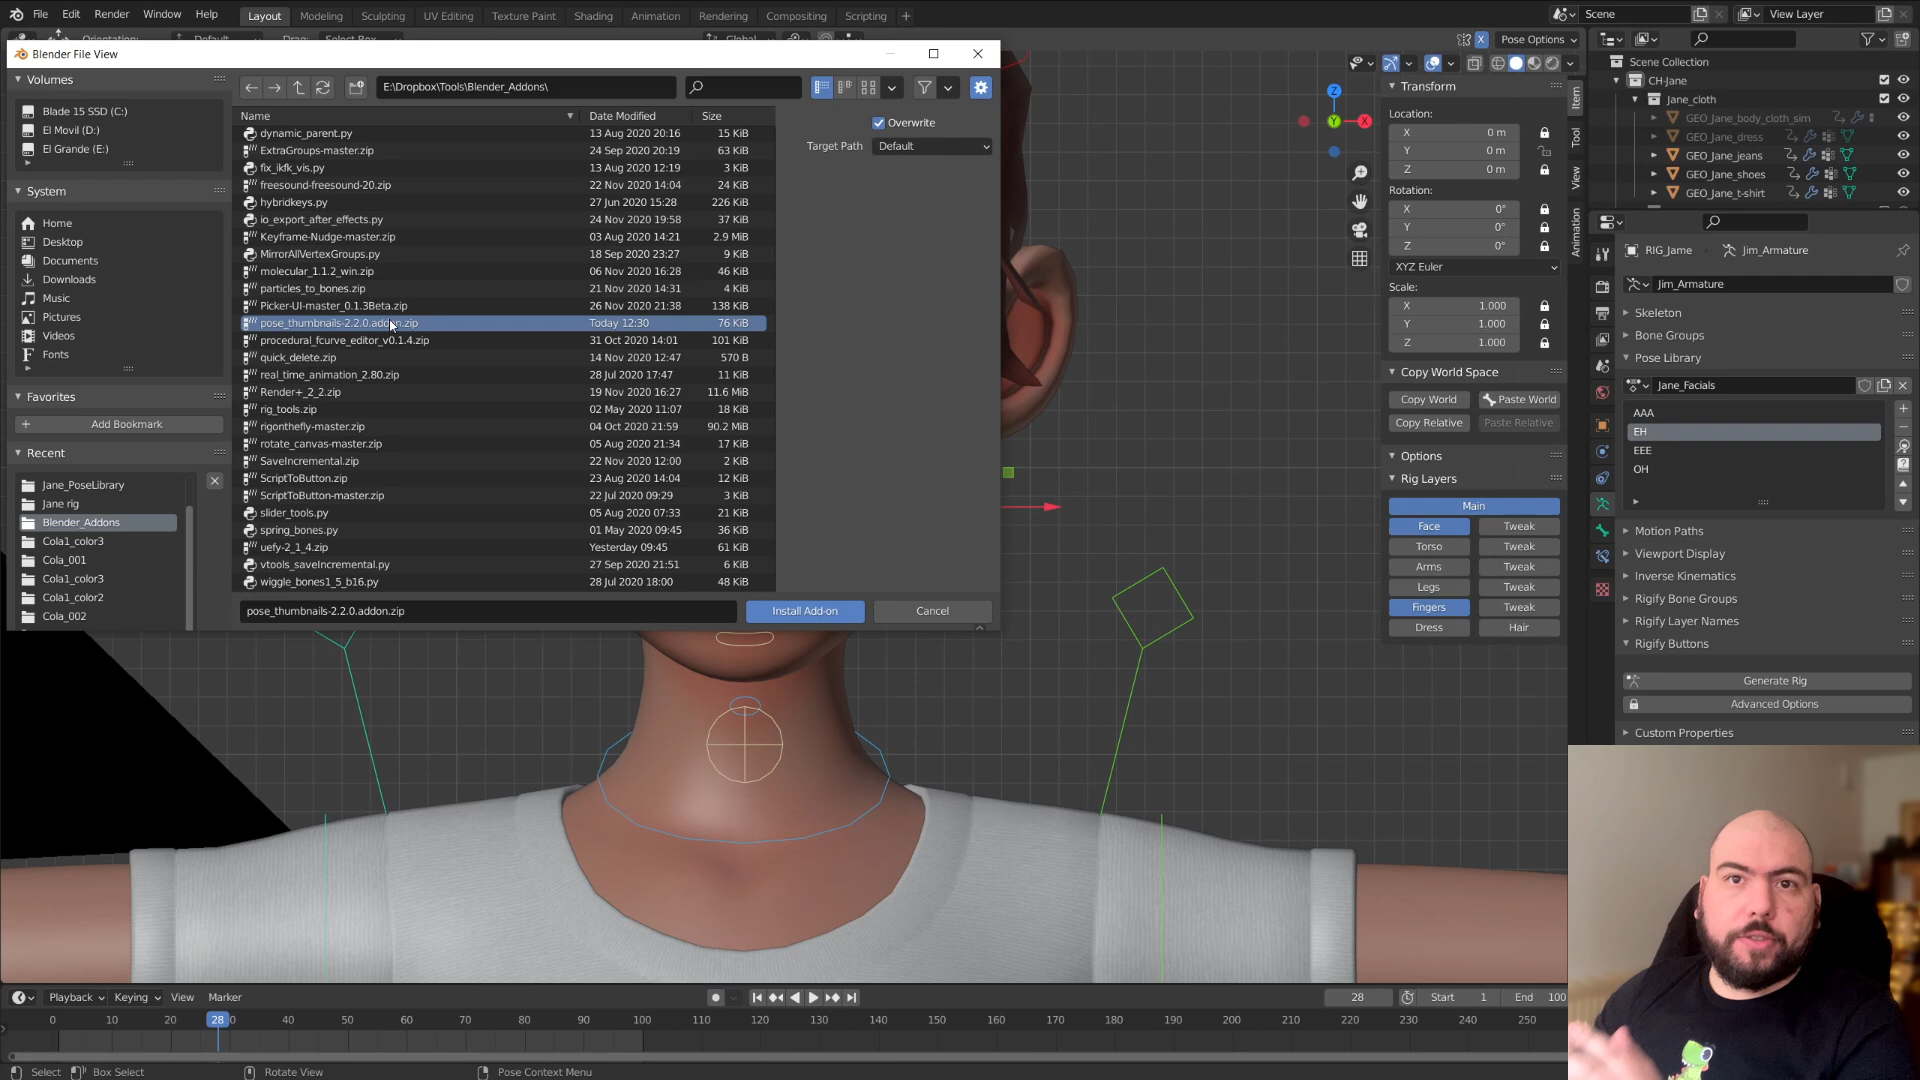 File Edit Render Window Help Layout Modeling Sculpting UV Editing Texture Paint Shading Animation Rendering Compositing Scripting + Scene View Layer
Orientation: Default Drag: Select Box Global X Pose Options
Blender File View
Volumes
Blade 15 SSD (C:)
El Movil (D:)
El Grande (E:)
System
Home
Desktop
Documents
Downloads
Music
Pictures
Videos
Fonts
Favorites
Add Bookmark
Recent
Jane_PoseLibrary
Jane rig
Blender_Addons
Cola1_color3
Cola_001
Cola1_color3
Cola1_color2
Cola_002
E:\Dropbox\Tools\Blender_Addons\
Name Date Modified Size
dynamic_parent.py 13 Aug 2020 20:16 15 KiB
ExtraGroups-master.zip 24 Sep 2020 20:19 63 KiB
fix_ikfk_vis.py 13 Aug 2020 12:19 3 KiB
freesound-freesound-20.zip 22 Nov 2020 14:04 24 KiB
hybridkeys.py 27 Jun 2020 15:28 226 KiB
io_export_after_effects.py 24 Nov 2020 19:58 37 KiB
Keyframe-Nudge-master.zip 03 Aug 2020 14:21 2.9 MiB
MirrorAllVertexGroups.py 18 Sep 2020 23:27 9 KiB
molecular_1.1.2_win.zip 06 Nov 2020 16:28 46 KiB
particles_to_bones.zip 21 Nov 2020 14:31 4 KiB
Picker-UI-master_0.1.3Beta.zip 26 Nov 2020 21:38 138 KiB
pose_thumbnails-2.2.0.addon.zip Today 12:30 76 KiB
procedural_fcurve_editor_v0.1.4.zip 31 Oct 2020 14:01 101 KiB
quick_delete.zip 14 Nov 2020 12:47 570 B
real_time_animation_2.80.zip 28 Jul 2020 17:47 11 KiB
Render+_2_2.zip 19 Nov 2020 16:27 11.6 MiB
rig_tools.zip 02 May 2020 11:07 18 KiB
rigonthefly-master.zip 04 Oct 2020 21:59 90.2 MiB
rotate_canvas-master.zip 05 Aug 2020 21:34 17 KiB
SaveIncremental.zip 22 Nov 2020 12:00 2 KiB
ScriptToButton.zip 23 Aug 2020 14:04 12 KiB
ScriptToButton-master.zip 22 Jul 2020 09:29 3 KiB
slider_tools.py 05 Aug 2020 07:33 21 KiB
spring_bones.py 01 May 2020 09:45 36 KiB
uefy-2_1_4.zip Yesterday 09:45 61 KiB
vtools_saveIncremental.py 27 Sep 2020 21:51 6 KiB
wiggle_bones1_5_b16.py 28 Jul 2020 18:00 48 KiB
Overwrite
Target Path Default
pose_thumbnails-2.2.0.addon.zip Install Add-on Cancel
Z
Y X
Transform
Location:
X 0 m
Y 0 m
Z 0 m
Rotation:
X 0°
Y 0°
Z 0°
XYZ Euler
Scale:
X 1.000
Y 1.000
Z 1.000
Copy World Space
Copy World Paste World
Copy Relative Paste Relative
Options
Rig Layers
Main
Face Tweak
Torso Tweak
Arms Tweak
Legs Tweak
Fingers Tweak
Dress Hair
Item
Tool
View
Animation
Scene Collection
CH-Jane
Jane_cloth
GEO_Jane_body_cloth_sim
GEO_Jane_dress
GEO_Jane_jeans
GEO_Jane_shoes
GEO_Jane_t-shirt
RIG_Jame Jim_Armature
Jim_Armature
Skeleton
Bone Groups
Pose Library
Jane_Facials
AAA
EH
EEE
OH
Motion Paths
Viewport Display
Inverse Kinematics
Rigify Bone Groups
Rigify Layer Names
Rigify Buttons
Generate Rig
Advanced Options
Custom Properties
Playback Keying View Marker 28 Start 1 End 100
0 10 20 28 0 40 50 60 70 80 90 100 110 120 130 140 150 160 170 180 190 200 210 220 230 240 250
Select Box Select Rotate View Pose Context Menu